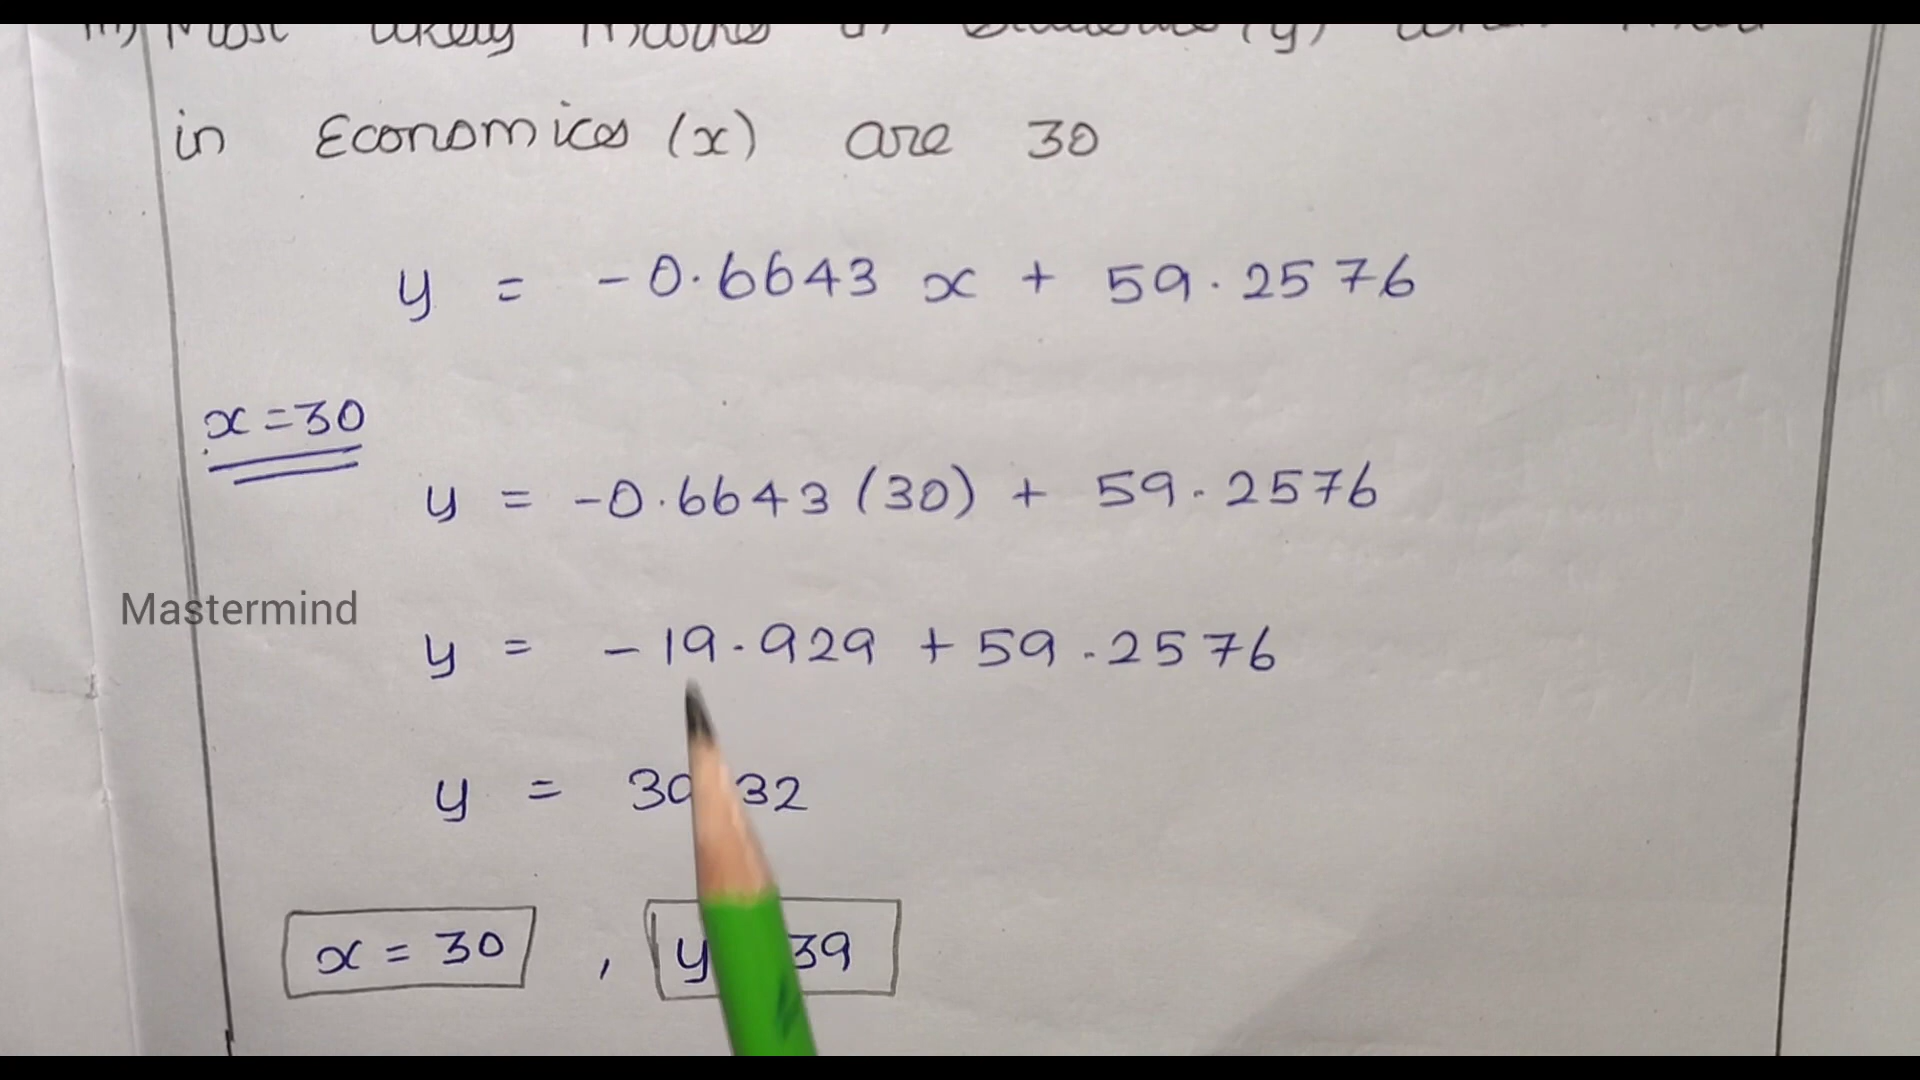 in Economics (x) are 30
y = -0.6643 x + 59.2576
x = 30
y = -0.6643 (30) + 59.2576
Mastermind
y = -19.929 + 59.2576
y = 32
x = 30 , y 39